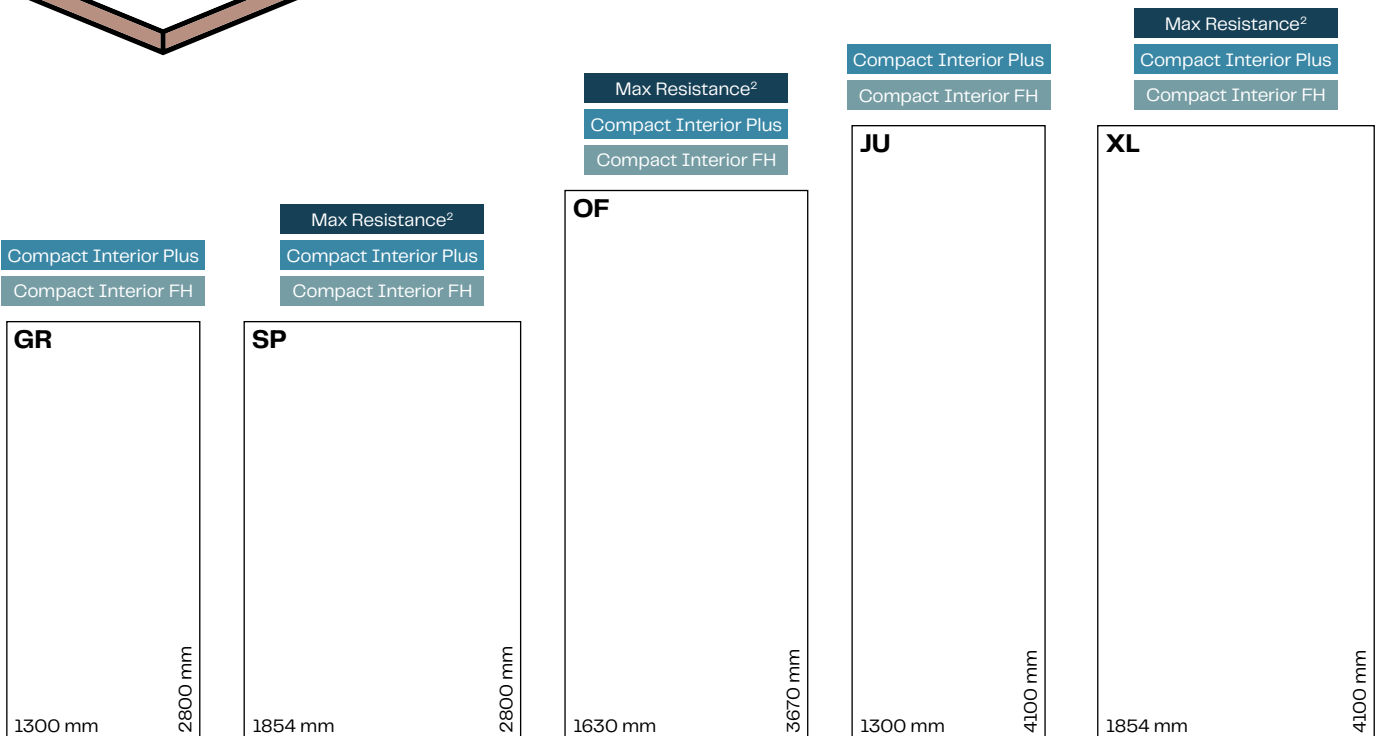 Compact Interior Plus
Compact Interior FH
GR
2800 mm
1300 mm
Max Resistance²
Compact Interior Plus
Compact Interior FH
SP
2800 mm
1854 mm
Max Resistance²
Compact Interior Plus
Compact Interior FH
OF
3670 mm
1630 mm
Compact Interior Plus
Compact Interior FH
JU
4100 mm
1300 mm
Max Resistance²
Compact Interior Plus
Compact Interior FH
XL
4100 mm
1854 mm